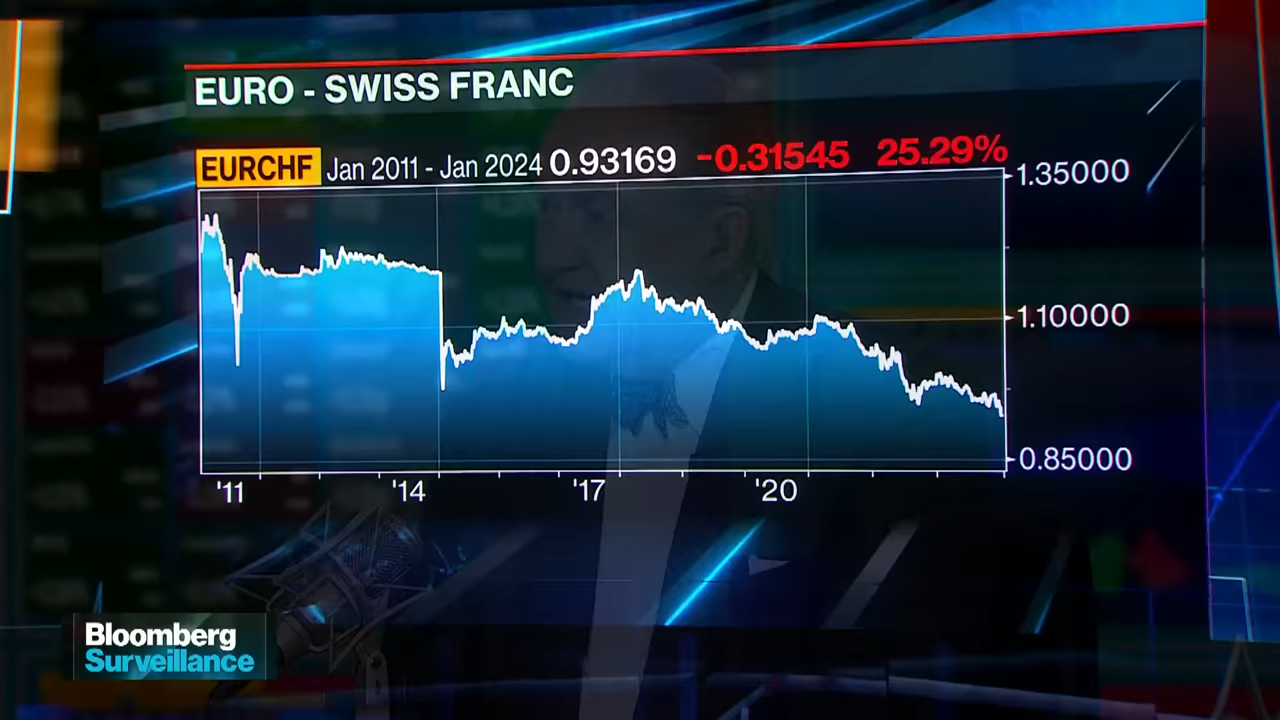 EURO - SWISS FRANC
EURCHF Jan 2011 - Jan 2024 0.93169 -0.31545 25.29%
1.35000
1.10000
0.85000
'11 '14 '17 '20
Bloomberg
Surveillance